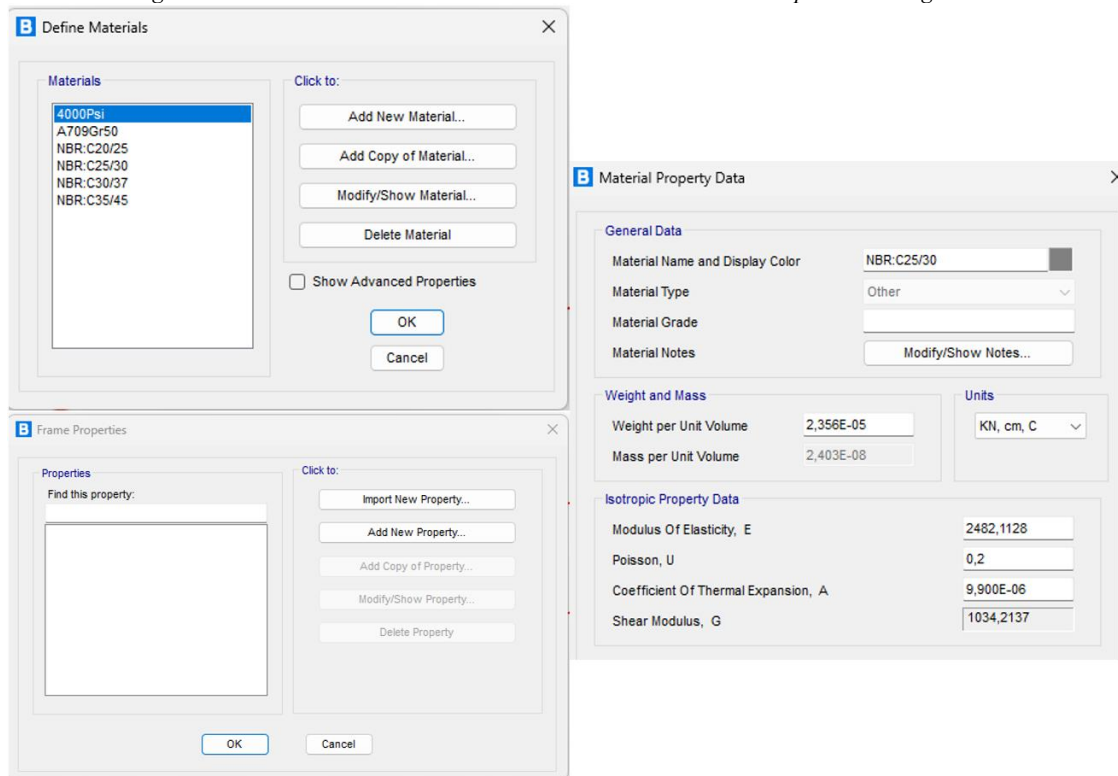 B Define Materials
Materials
4000Psi
A709Gr50
NBR:C20/25
NBR:C25/30
NBR:C30/37
NBR:C35/45
Click to:
Add New Material...
Add Copy of Material...
Modify/Show Material...
Delete Material
Show Advanced Properties
OK
Cancel
B Frame Properties
Properties
Find this property:
Click to:
Import New Property...
Add New Property...
Add Copy of Property...
Modify/Show Property...
Delete Property
OK
Cancel
B Material Property Data
General Data
Material Name and Display Color NBR:C25/30
Material Type Other
Material Grade
Material Notes Modify/Show Notes...
Weight and Mass
Weight per Unit Volume 2,356E-05
Mass per Unit Volume 2,403E-08
Units
KN, cm, C
Isotropic Property Data
Modulus Of Elasticity, E 2482,1128
Poisson, U 0,2
Coefficient Of Thermal Expansion, A 9,900E-06
Shear Modulus, G 1034,2137